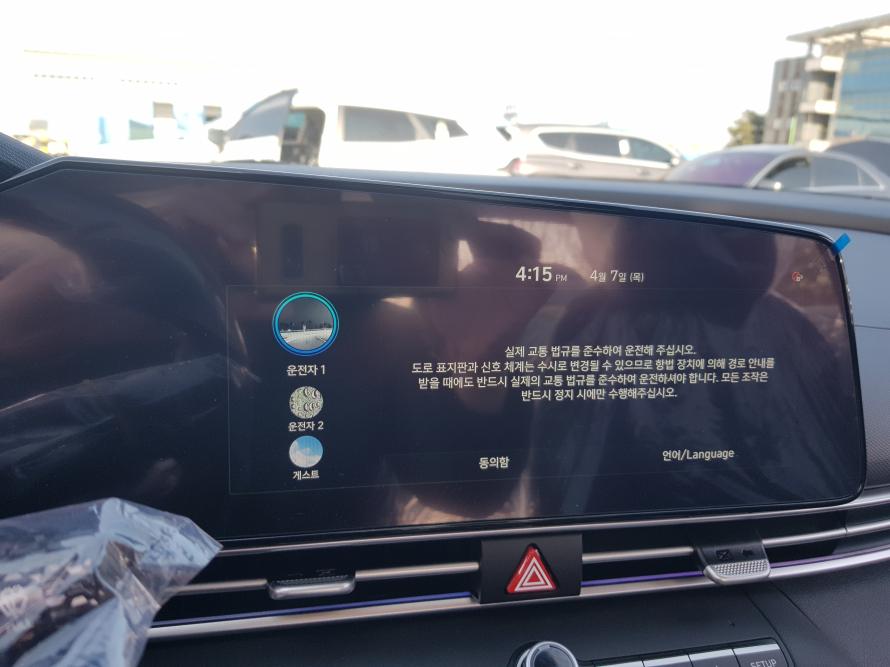 4:15 PM 4월 7일 (목)
실제 교통 법규를 준수하여 운전해 주십시오.
도로 표지판과 신호 체계는 수시로 변경될 수 있으므로 항법 장치에 의해 경로 안내를
받을 때에도 반드시 실제의 교통 법규를 준수하여 운전하셔야 합니다. 모든 조작은
반드시 정지 시에만 수행해주십시오.
운전자 1
운전자 2
게스트
동의함
언어/Language
SETUP